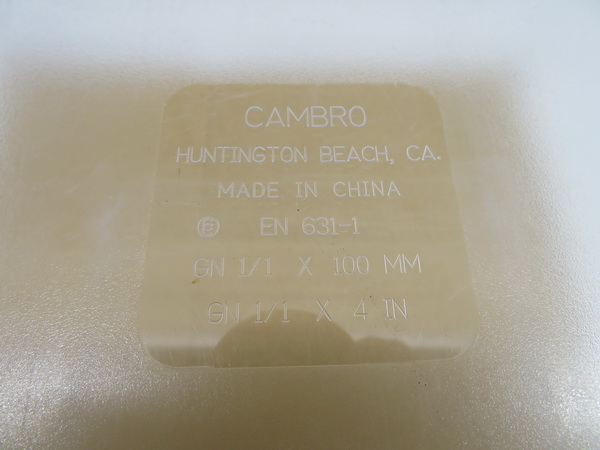 CAMBRO
HUNTINGTON BEACH, CA.
MADE IN CHINA
EN 631-1
GN 1/1 X 100 MM
GN 1/1 X 4 IN